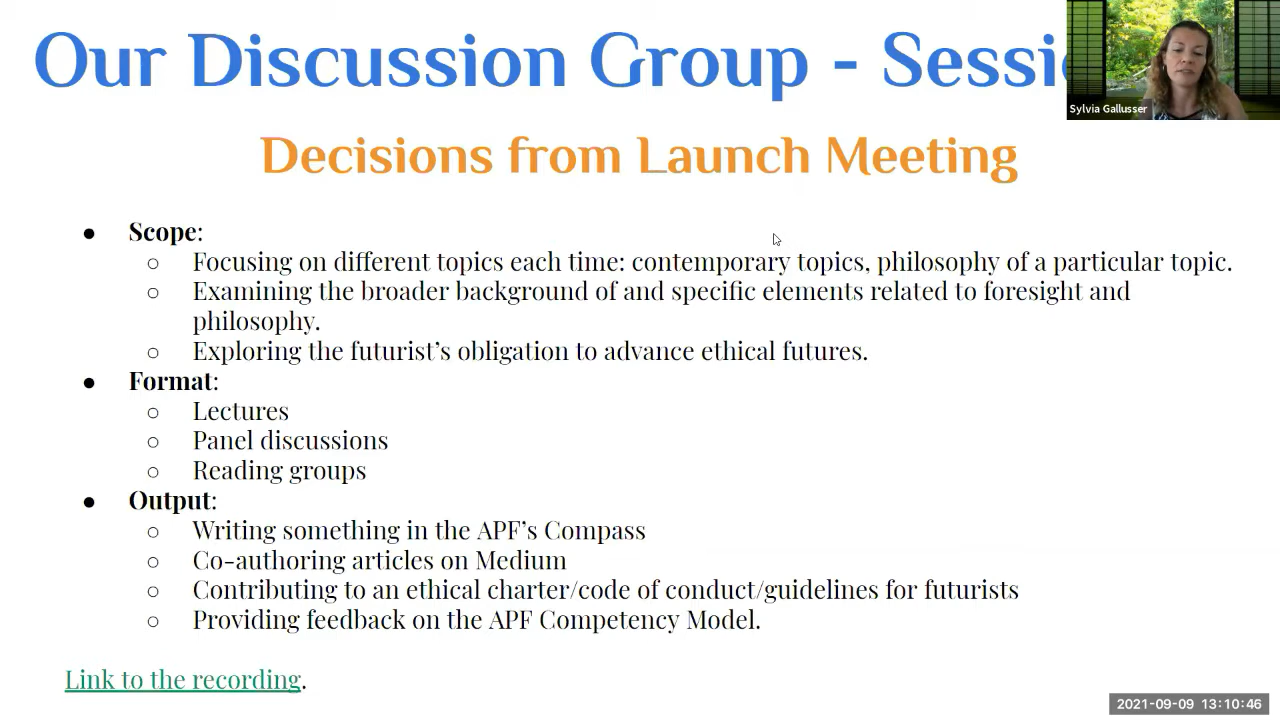 Our Discussion Group - Sessi
Sylvia Gallusser
Decisions from Launch Meeting
● Scope:
○ Focusing on different topics each time: contemporary topics, philosophy of a particular topic.
○ Examining the broader background of and specific elements related to foresight and
philosophy.
○ Exploring the futurist’s obligation to advance ethical futures.
● Format:
○ Lectures
○ Panel discussions
○ Reading groups
● Output:
○ Writing something in the APF’s Compass
○ Co-authoring articles on Medium
○ Contributing to an ethical charter/code of conduct/guidelines for futurists
○ Providing feedback on the APF Competency Model.
Link to the recording.
2021-09-09 13:10:46